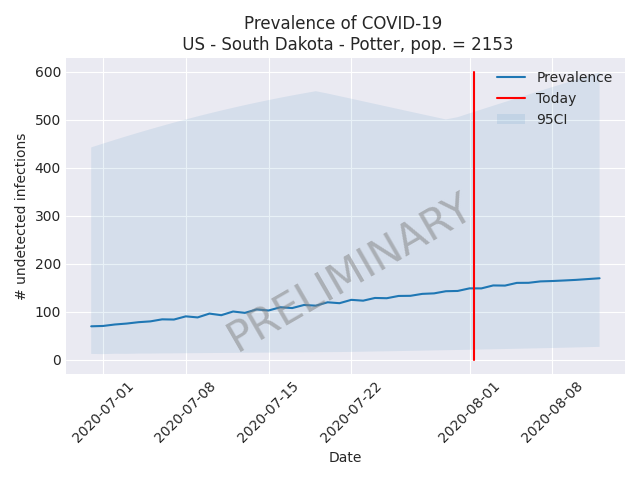 Prevalence of COVID-19
US - South Dakota - Potter, pop. = 2153
600
500
400
300
200
100
0
# undetected infections
Prevalence
Today
95CI
PRELIMINARY
2020-07-01
2020-07-08
2020-07-15
2020-07-22
2020-08-01
2020-08-08
Date